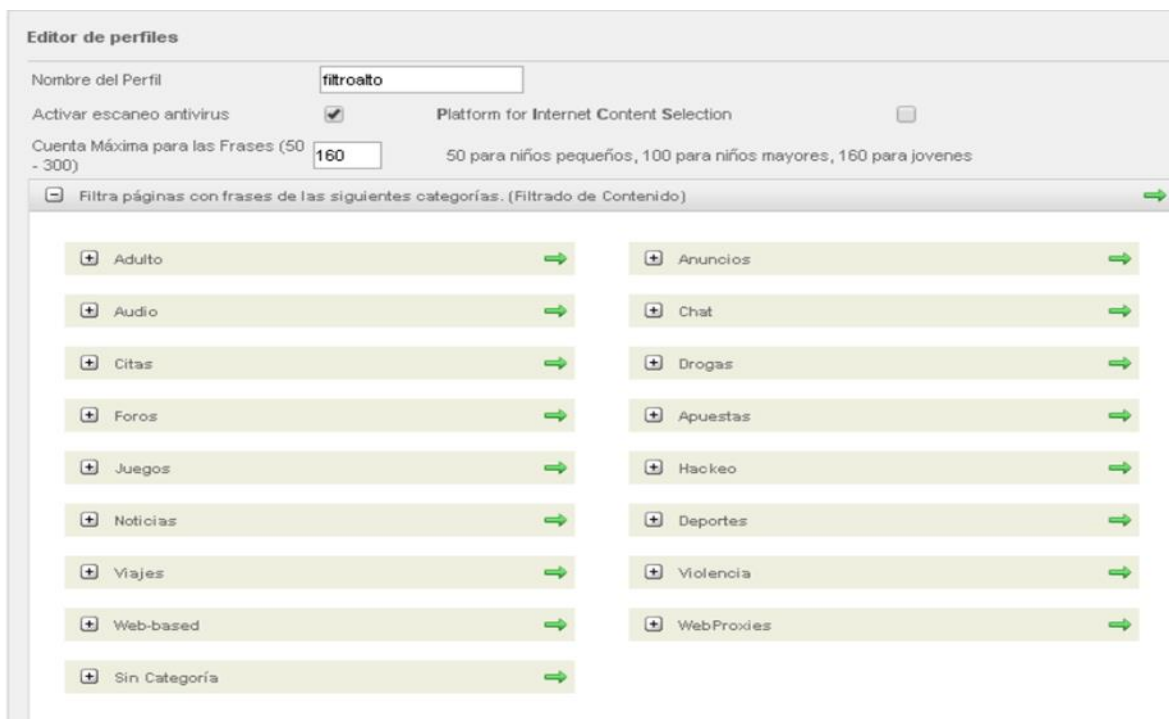 Editor de perfiles
Nombre del Perfil filtroalto
Activar escaneo antivirus Platform for Internet Content Selection
Cuenta Máxima para las Frases (50
- 300) 160 50 para niños pequeños, 100 para niños mayores, 160 para jovenes
Filtra páginas con frases de las siguientes categorías. (Filtrado de Contenido)
Adulto Anuncios
Audio Chat
Citas Drogas
Foros Apuestas
Juegos Hackeo
Noticias Deportes
Viajes Violencia
Web-based WebProxies
Sin Categoría